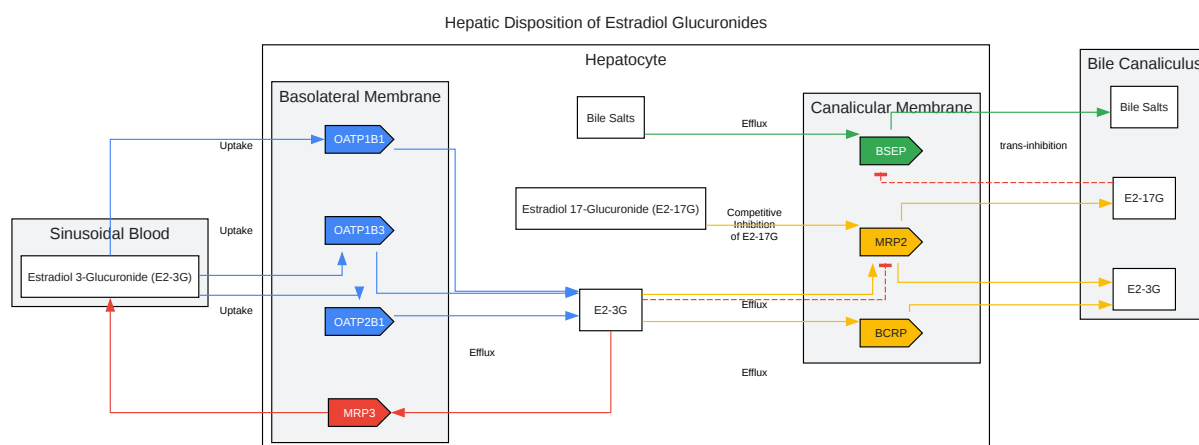 Hepatic Disposition of Estradiol Glucuronides
Hepatocyte
Bile Canaliculus
Basolateral Membrane
Canalicular Membrane
Bile Salts
Bile Salts
Efflux
OATP1B1
Uptake
BSEP
trans-inhibition
E2-17G
Estradiol 17-Glucuronide (E2-17G)
Competitive
Inhibition
of E2-17G
Sinusoidal Blood
Uptake
OATP1B3
MRP2
Estradiol 3-Glucuronide (E2-3G)
E2-3G
Uptake
OATP2B1
E2-3G
Efflux
BCRP
Efflux
Efflux
MRP3